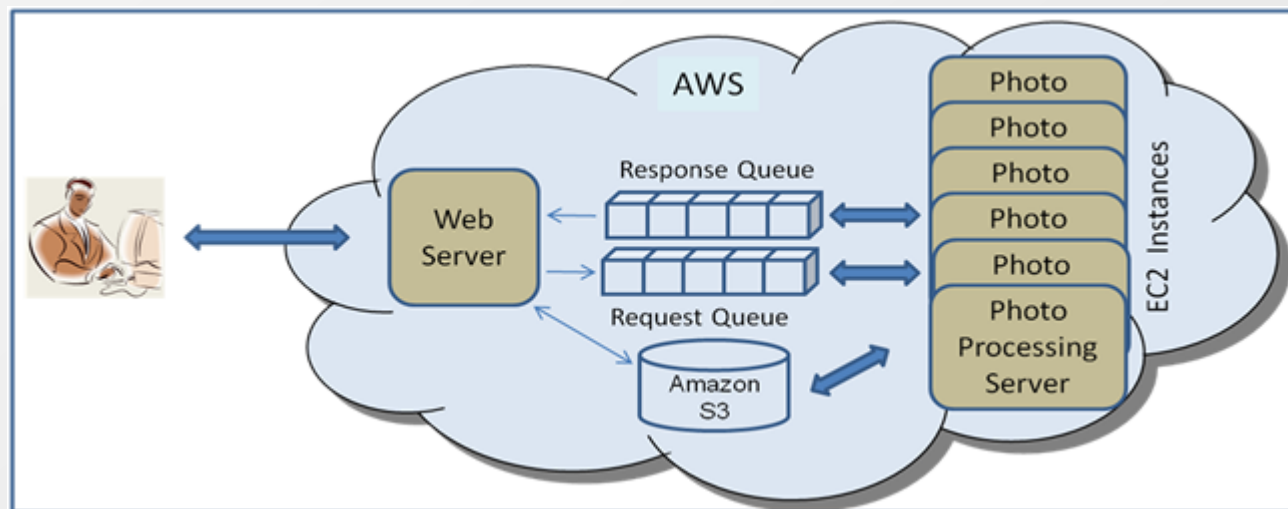 AWS
Response Queue
Web
Server
Request Queue
Amazon
S3
Photo
Photo
Photo
Photo
Photo
Photo
Processing
Server
EC2 Instances